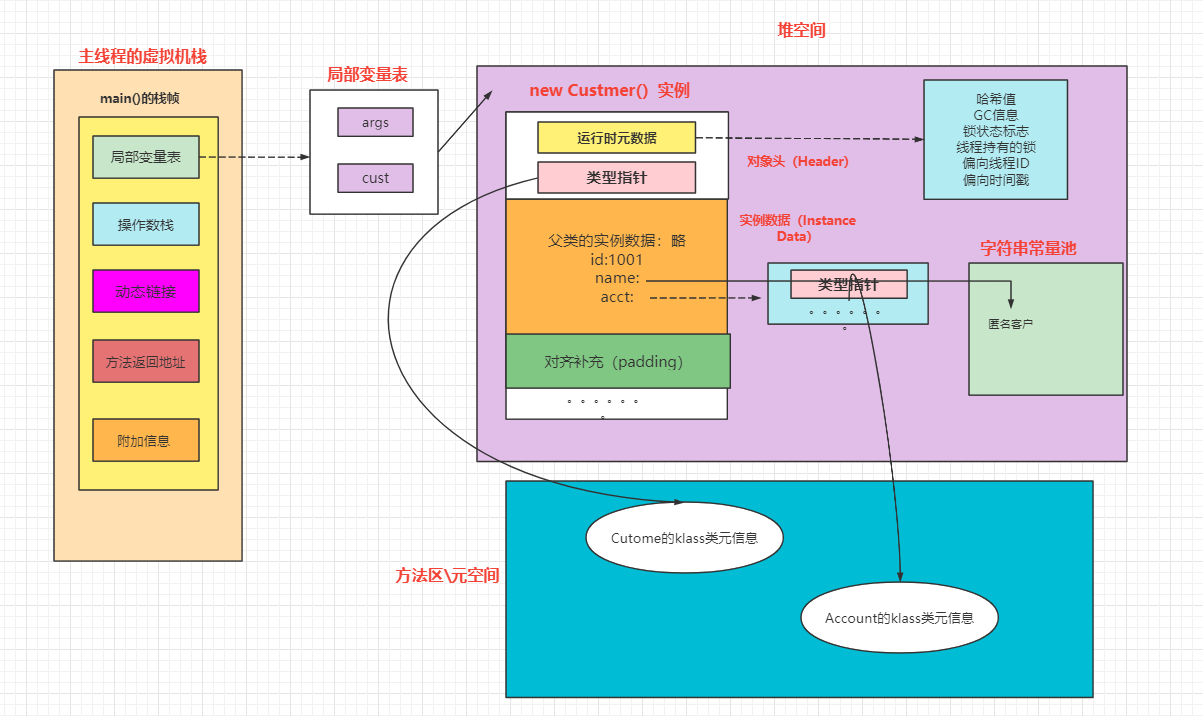 堆空间
主线程的虚拟机栈
main()的栈帧
局部变量表
操作数栈
动态链接
方法返回地址
附加信息
局部变量表
args
cust
new Custmer()  实例
运行时元数据
类型指针
对象头（Header）
哈希值
GC信息
锁状态标志
线程持有的锁
偏向线程ID
偏向时间戳
父类的实例数据：略
id:1001
name:
acct:
实例数据（Instance
Data）
类型指针
。。。。。。
。
字符串常量池
匿名客户
对齐补充（padding）
。。。。。。
。
方法区\元空间
Cutome的klass类元信息
Account的klass类元信息